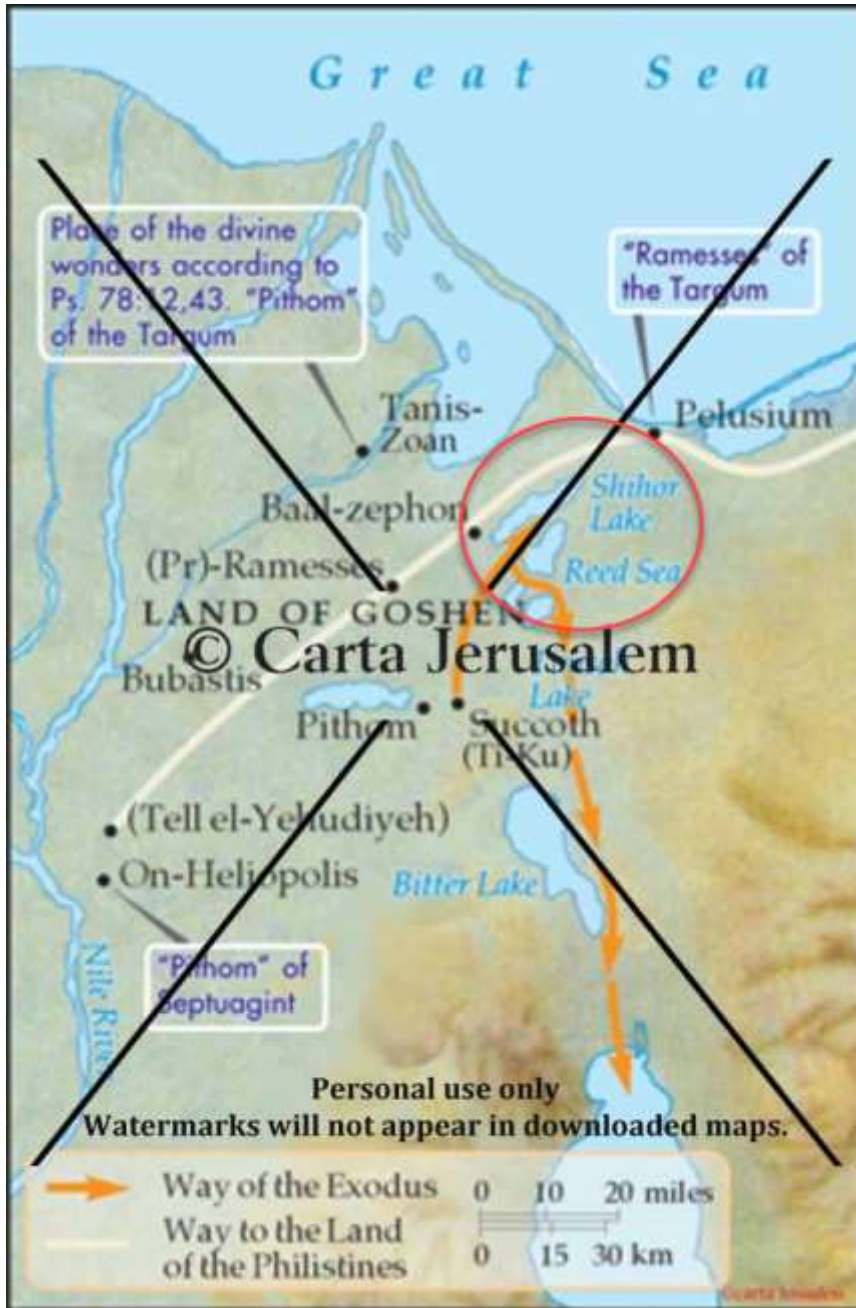 Great Sea
Place of the divine
wonders according to
Ps. 78:12,43. "Pithom"
of the Targum
"Ramesses" of
the Targum
Tanis-
Zoan
Pelusium
Baal-zephon
Shihor
Lake
(Pr)-Ramesses
Reed Sea
LAND OF GOSHEN
© Carta Jerusalem
Bubastis
Lake
Pithom
Succoth
(Ti-Ku)
(Tell el-Yehudiyeh)
On-Heliopolis
Bitter Lake
"Pithom" of
Septuagint
Nile River
Personal use only
Watermarks will not appear in downloaded maps.
Way of the Exodus
0 10 20 miles
Way to the Land
of the Philistines
0 15 30 km
©carta Jerusalem